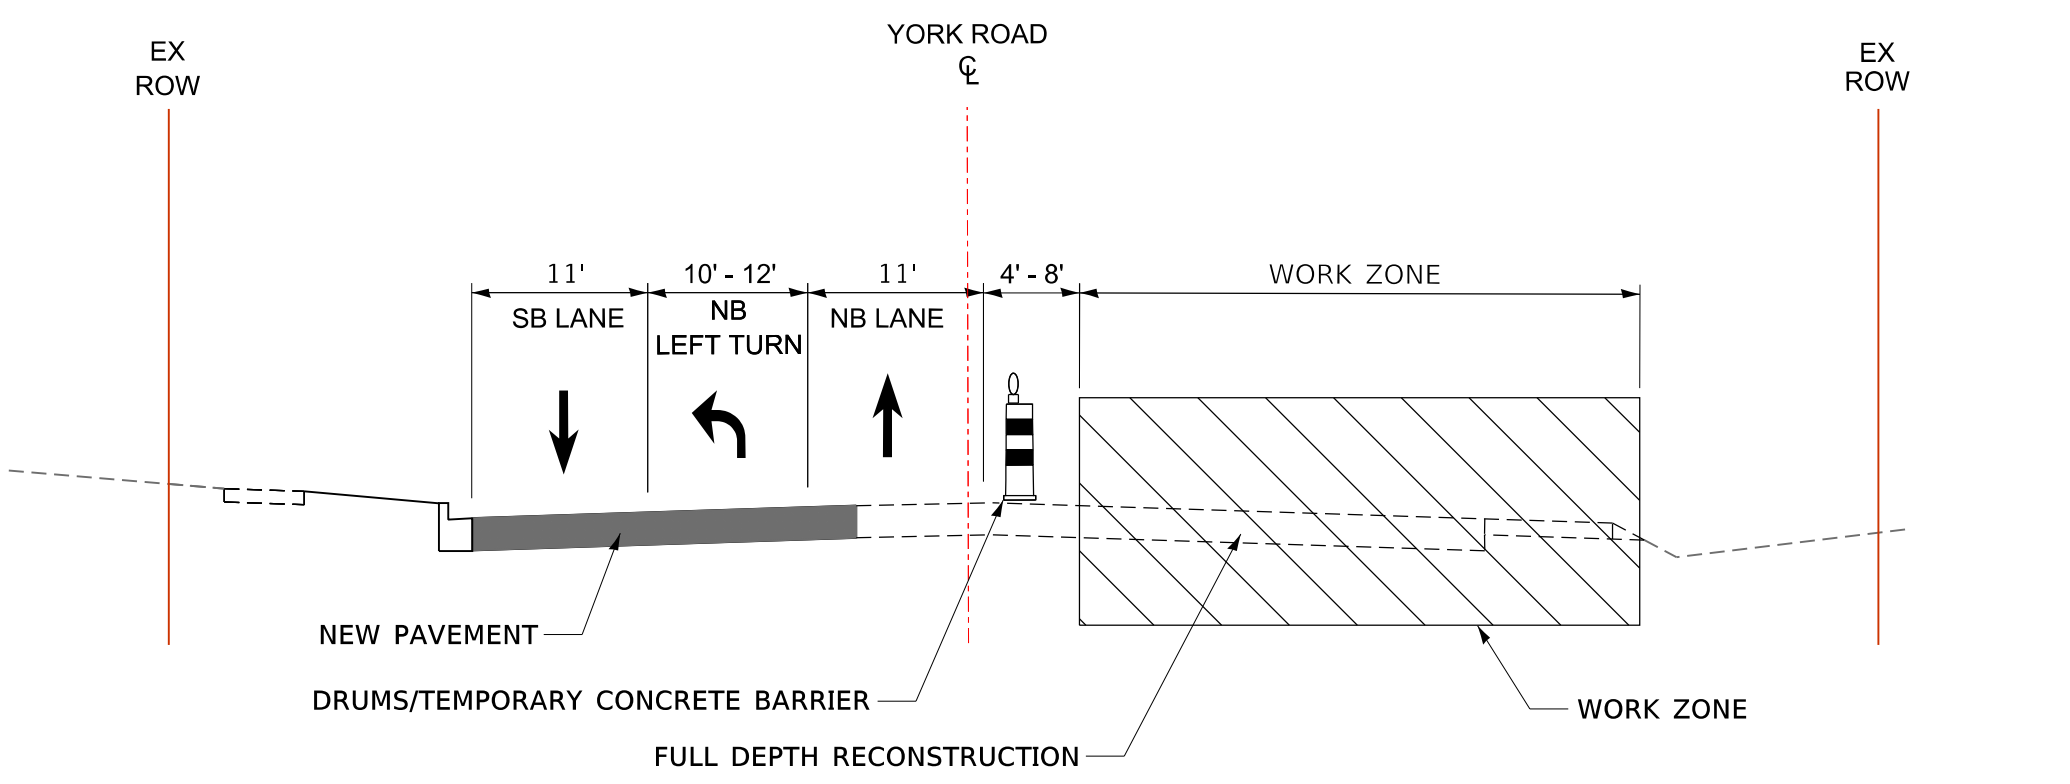 YORK ROAD
℄
EX
ROW
EX
ROW
11'
10' - 12'
11'
4' - 8'
WORK ZONE
SB LANE
NB
LEFT TURN
NB LANE
NEW PAVEMENT
DRUMS/TEMPORARY CONCRETE BARRIER
WORK ZONE
FULL DEPTH RECONSTRUCTION